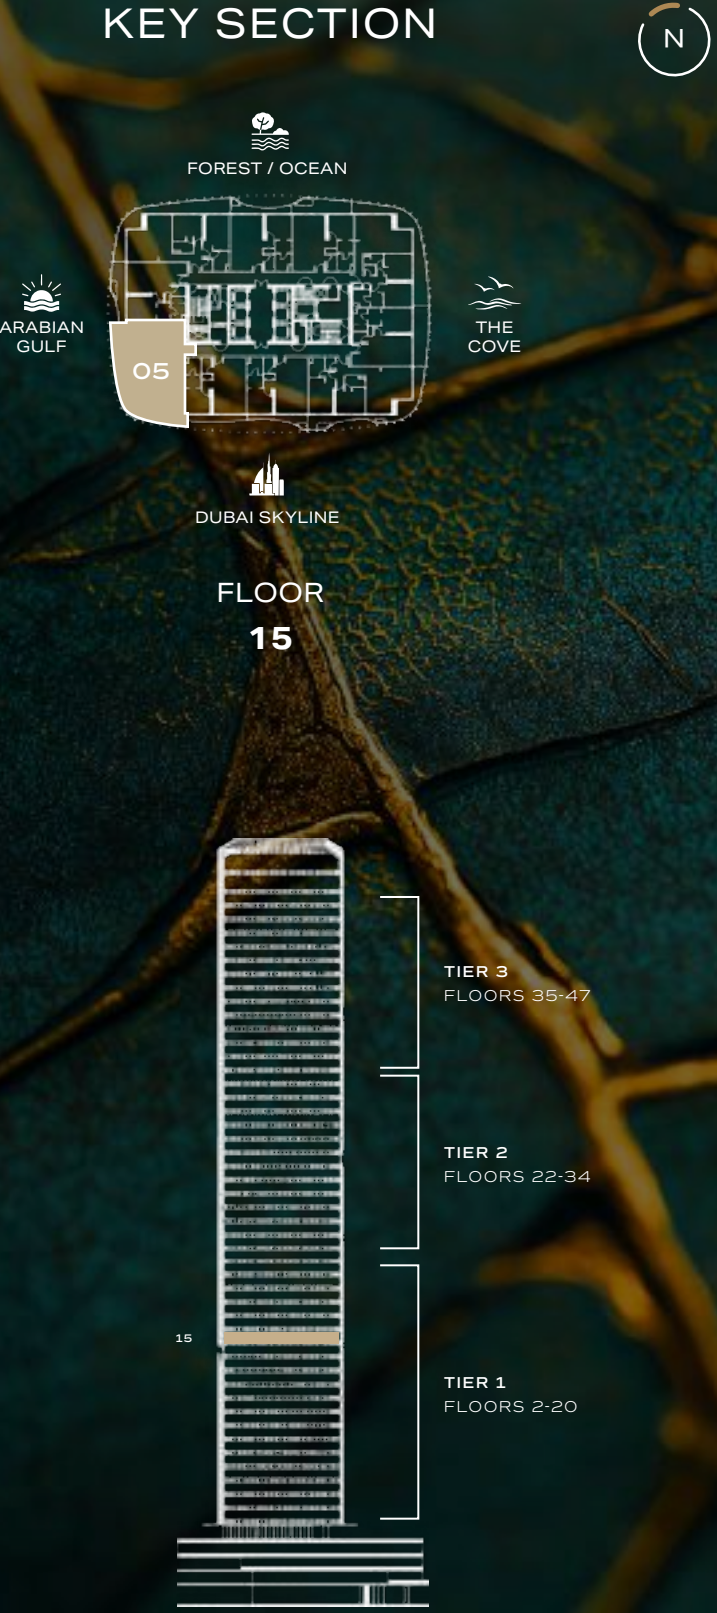 KEY SECTION
N
FOREST / OCEAN
ARABIAN
GULF
THE
COVE
05
DUBAI SKYLINE
FLOOR
15
TIER 3
FLOORS 35-47
TIER 2
FLOORS 22-34
15
TIER 1
FLOORS 2-20